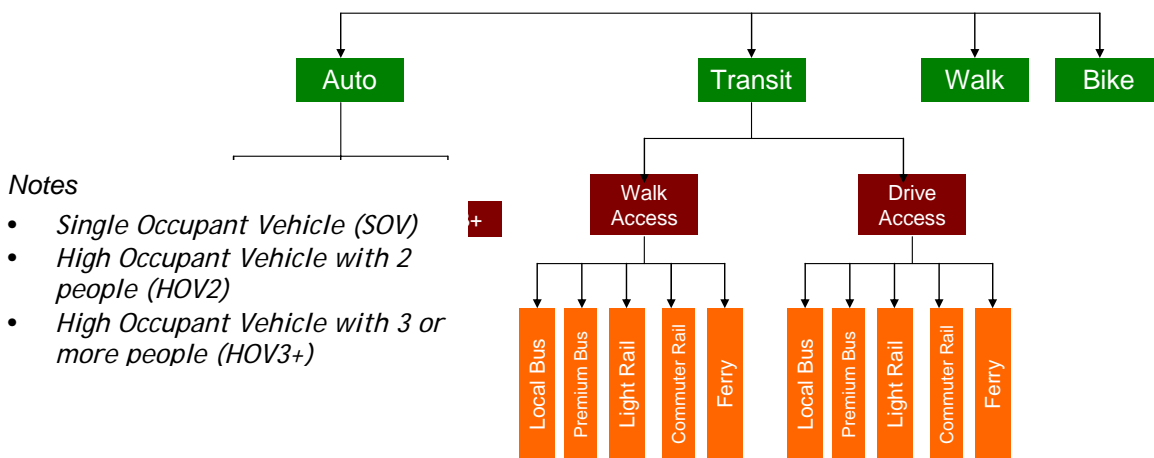 Auto
Transit
Walk
Bike
Notes
• Single Occupant Vehicle (SOV)
• High Occupant Vehicle with 2
people (HOV2)
• High Occupant Vehicle with 3 or
more people (HOV3+)
+
Walk
Access
Drive
Access
Local Bus
Premium Bus
Light Rail
Commuter Rail
Ferry
Local Bus
Premium Bus
Light Rail
Commuter Rail
Ferry